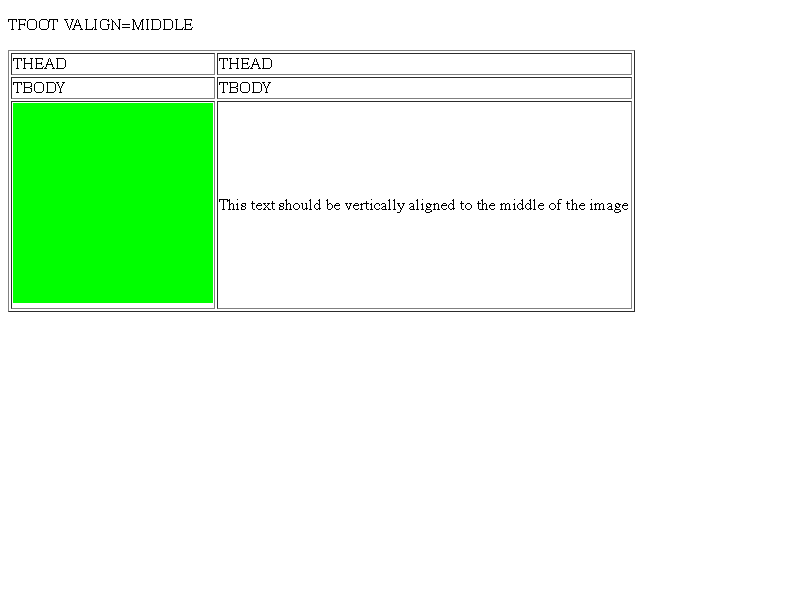 TFOOT VALIGN=MIDDLE
THEAD THEAD
TBODY TBODY
This text should be vertically aligned to the middle of the image